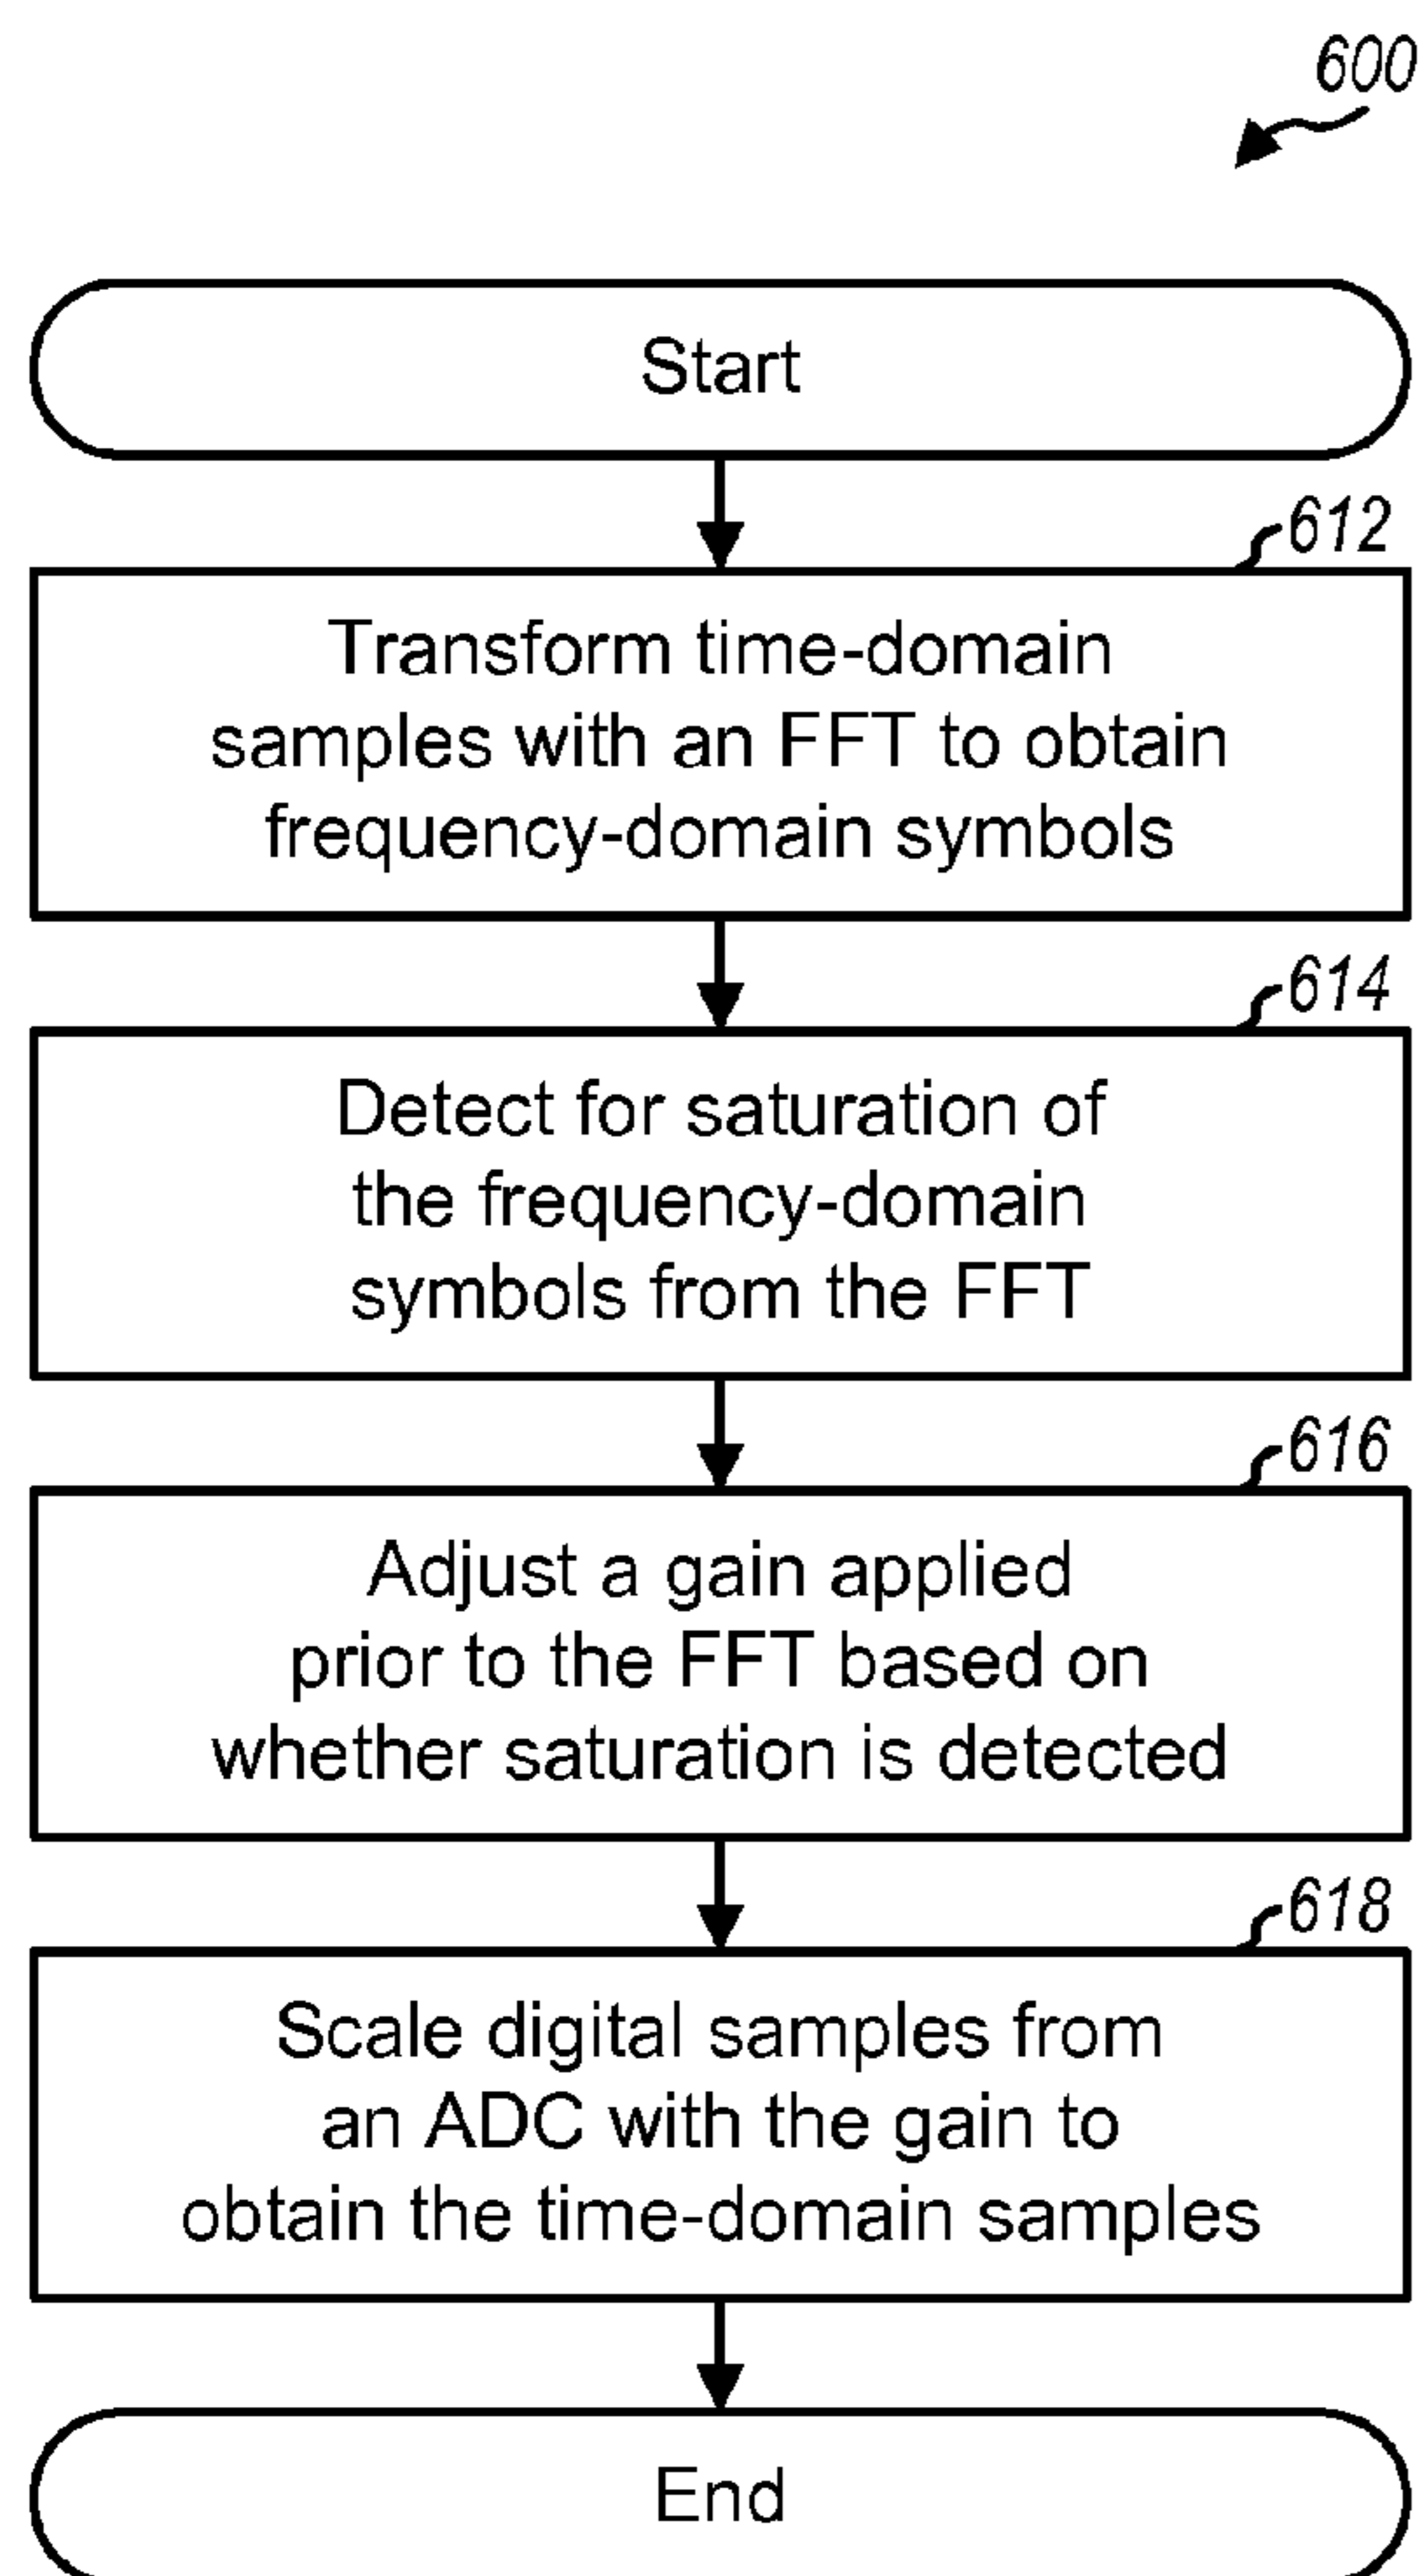 600
Start
612
Transform time-domain
samples with an FFT to obtain
frequency-domain symbols
614
Detect for saturation of
the frequency-domain
symbols from the FFT
616
Adjust a gain applied
prior to the FFT based on
whether saturation is detected
618
Scale digital samples from
an ADC with the gain to
obtain the time-domain samples
End